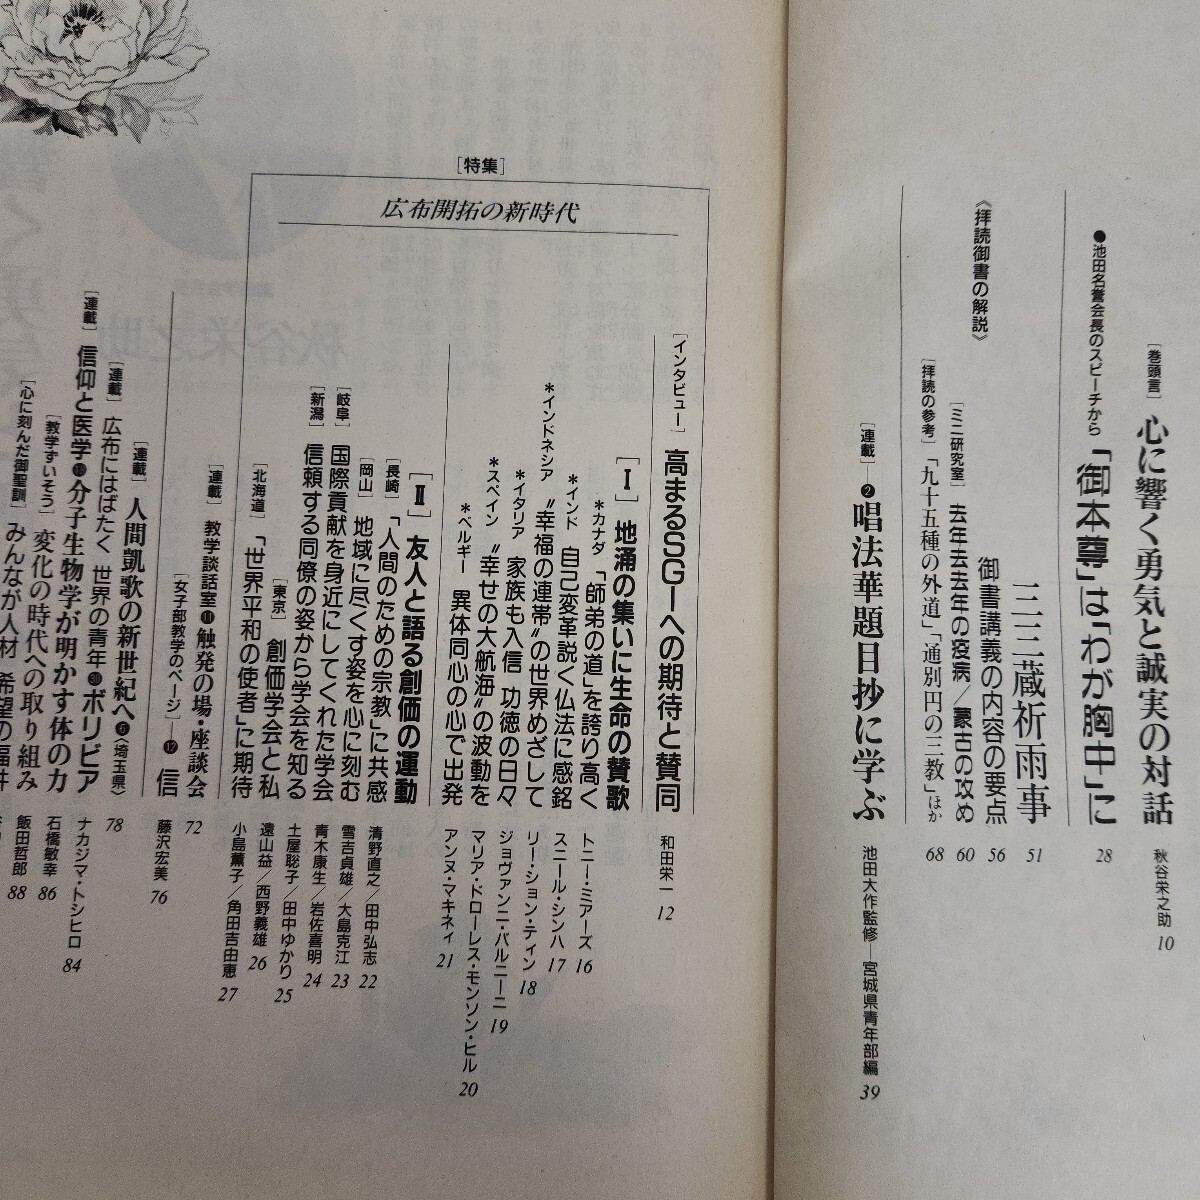 [巻頭言] 心に響く勇気と誠実の対話 秋谷栄之助 10
●池田名誉会長のスピーチから 「御本尊」は「わが胸中」に 28
《拝読御書の解説》
三三蔵祈雨事 51
御書講義の内容の要点 56
[ミニ研究室] 去年去去年の疫病/蒙古の攻め 60
[拝読の参考] 「九十五種の外道」「通別円の三教」ほか 68
[連載]❷唱法華題目抄に学ぶ 池田大作監修―宮城県青年部編 39
[特集]
広布開拓の新時代
[インタビュー] 高まるSGIへの期待と賛同 和田栄一 12
[Ⅰ] 地涌の集いに生命の賛歌
*カナダ 「師弟の道」を誇り高く トニー・ミアーズ 16
*インド 自己変革説く仏法に感銘 スニール・シンハ 17
*インドネシア 〝幸福の連帯〟の世界めざして リー・ション・ティン 18
*イタリア 家族も入信 功徳の日々 ジョヴァンニ・バルニーニ 19
*スペイン 〝幸せの大航海〟の波動を マリア・ドローレス・モンソン・ヒル 20
*ベルギー 異体同心の心で出発 アンヌ・マキネィ 21
[Ⅱ] 友人と語る創価の運動
[長崎] 「人間のための宗教」に共感 清野直之/田中弘志 22
[岡山] 地域に尽くす姿を心に刻む 雪吉貞雄/大島克江 23
[岐阜] 国際貢献を身近にしてくれた学会 青木康生/岩佐喜明 24
[新潟] 信頼する同僚の姿から学会を知る 土屋聡子/田中ゆかり 25
[東京] 創価学会と私 遠山益/西野義雄 26
[北海道] 「世界平和の使者」に期待 小島薫子/角田吉由恵 27
[連載] 教学談話室⓫触発の場・座談会 72
[女子部教学のページ]―⓬ 信 藤沢宏美 76
[連載] 人間凱歌の新世紀へ❻〈埼玉県〉 78
[連載] 広布にはばたく 世界の青年 ボリビア ナカジマ・トシヒロ 84
[連載] 信仰と医学 分子生物学が明かす体の力 石橋敏幸 86
[教学ずいそう] 変化の時代への取り組み 飯田哲郎 88
[心に刻んだ御聖訓] みんなが人材 希望の福井
秋谷栄之助